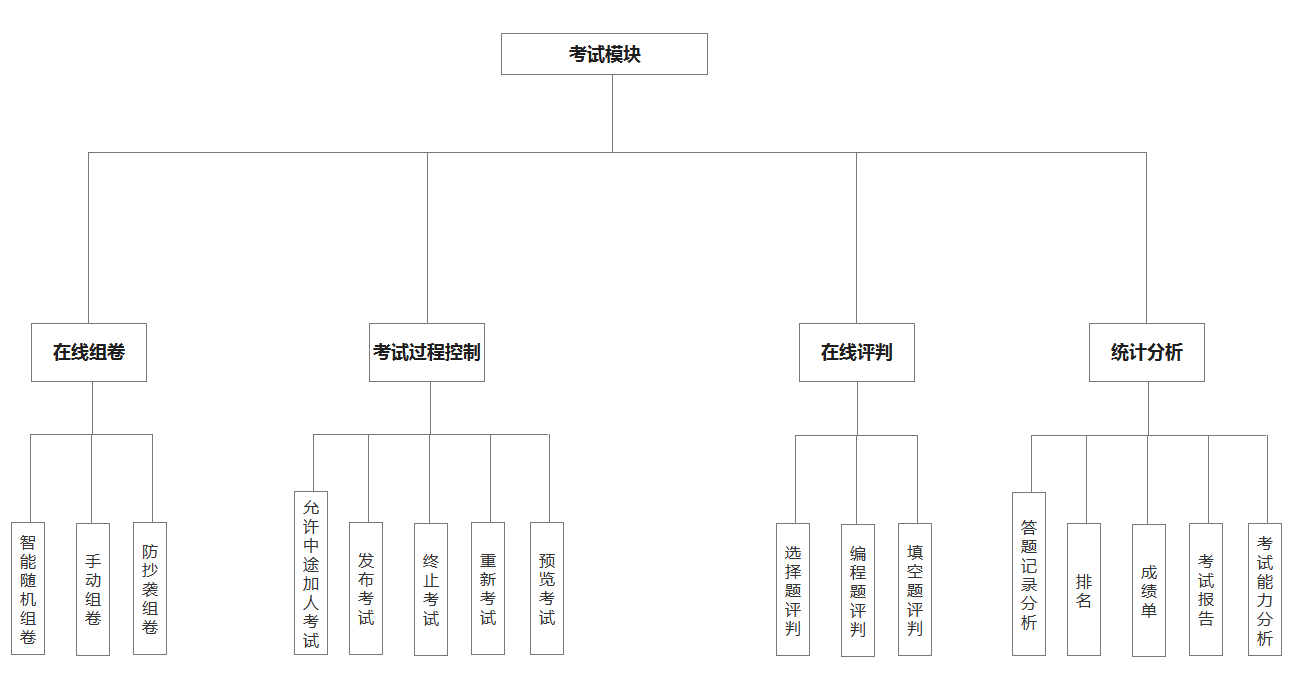 考试模块
在线组卷
考试过程控制
在线评判
统计分析
智能随机组卷
手动组卷
防抄袭组卷
允许中途加人考试
发布考试
终止考试
重新考试
预览考试
选择题评判
编程题评判
填空题评判
答题记录分析
排名
成绩单
考试报告
考试能力分析